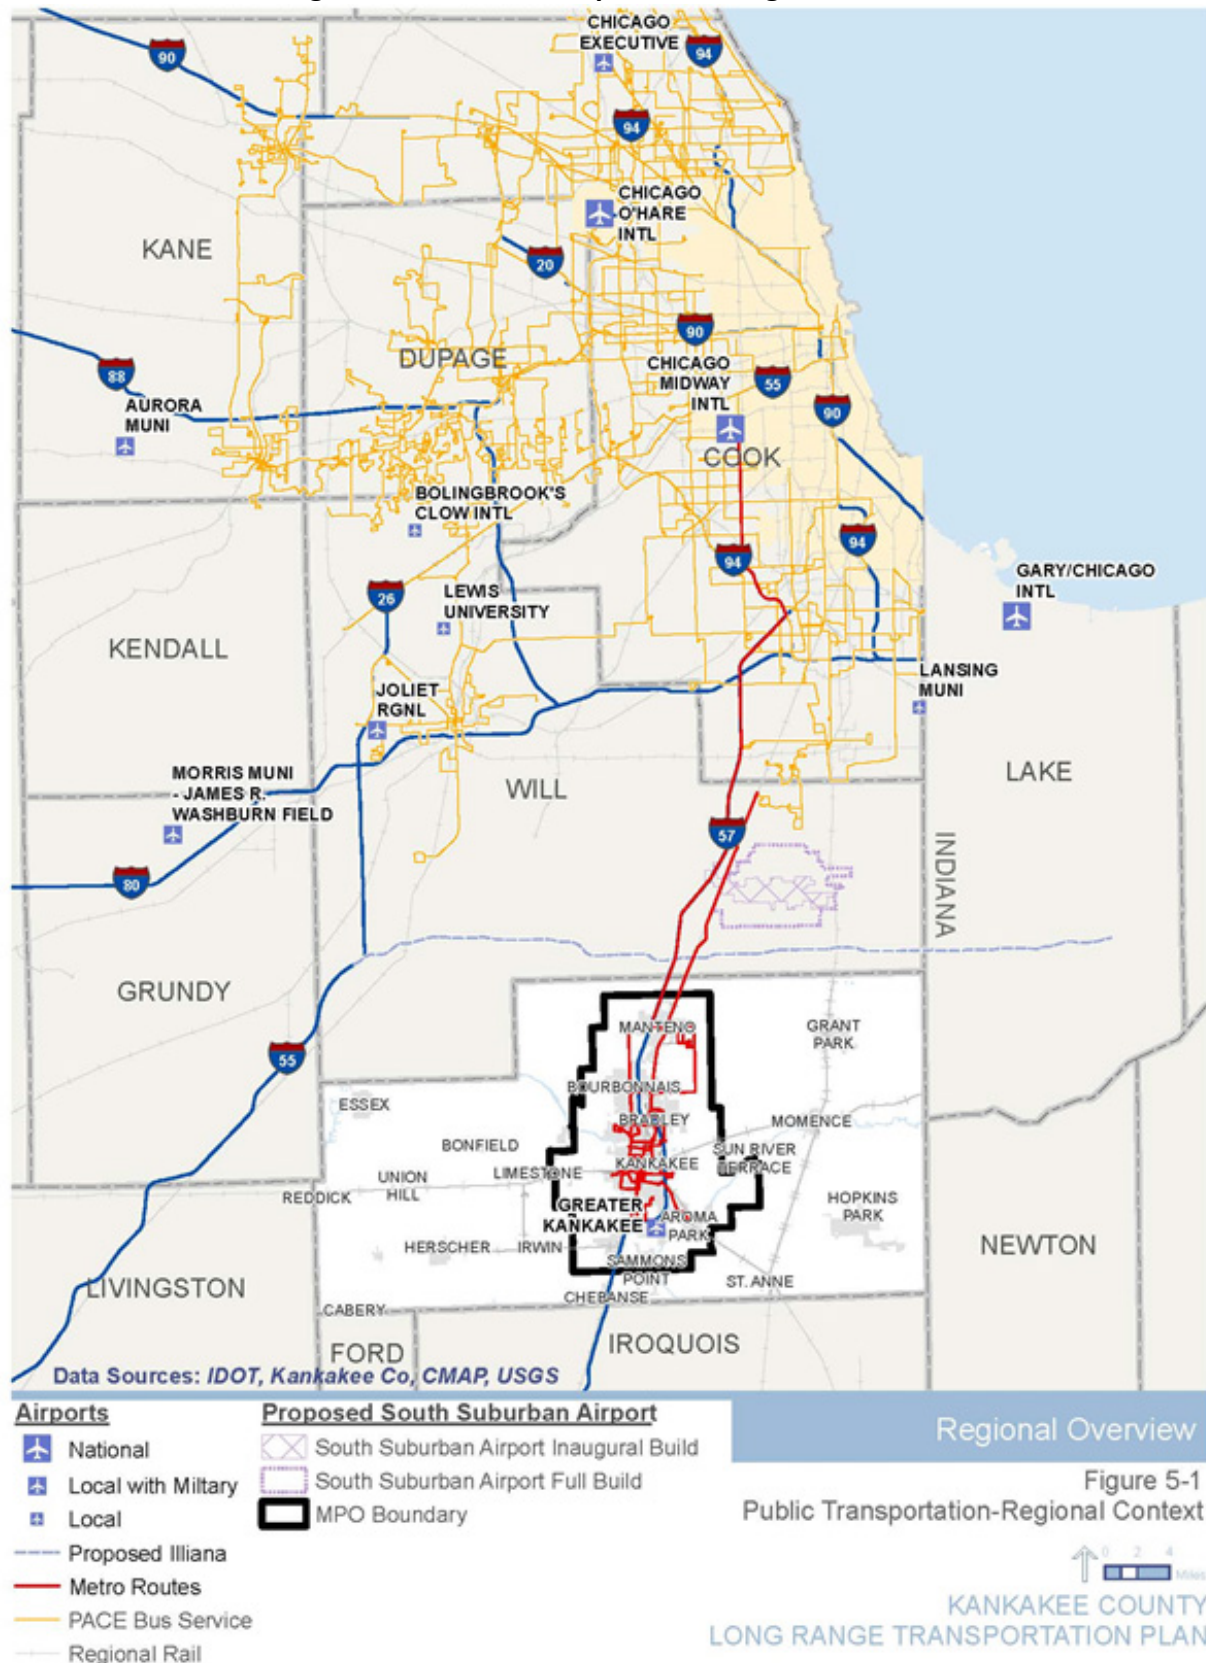 CHICAGO
EXECUTIVE
94
90
94
CHICAGO
O'HARE
INTL
KANE
20
90
DUPAGE
CHICAGO
MIDWAY
INTL
55
88
90
AURORA
MUNI
COOK
BOLINGBROOK'S
CLOW INTL
94
94
GARY/CHICAGO
INTL
26
LEWIS
UNIVERSITY
KENDALL
LANSING
MUNI
JOLIET
RGNL
MORRIS MUNI
- JAMES R.
WASHBURN FIELD
WILL
LAKE
57
INDIANA
80
GRUNDY
MANTENO
GRANT
PARK
55
BOURBONNAIS
ESSEX
BRADLEY
MOMENCE
BONFIELD
KANKAKEE
SUN RIVER
TERRACE
UNION
HILL
LIMESTONE
REDDICK
GREATER
KANKAKEE
AROMA
PARK
HOPKINS
PARK
HERSCHER
IRWIN
NEWTON
SAMMONS
POINT
ST. ANNE
LIVINGSTON
CHEBANSE
CABERY
FORD
IROQUOIS
Data Sources: IDOT, Kankakee Co, CMAP, USGS
Airports
National
Local with Miltary
Local
Proposed Illiana
Metro Routes
PACE Bus Service
Regional Rail
Proposed South Suburban Airport
South Suburban Airport Inaugural Build
South Suburban Airport Full Build
MPO Boundary
Regional Overview
Figure 5-1
Public Transportation-Regional Context
0 2 4
Miles
KANKAKEE COUNTY
LONG RANGE TRANSPORTATION PLAN